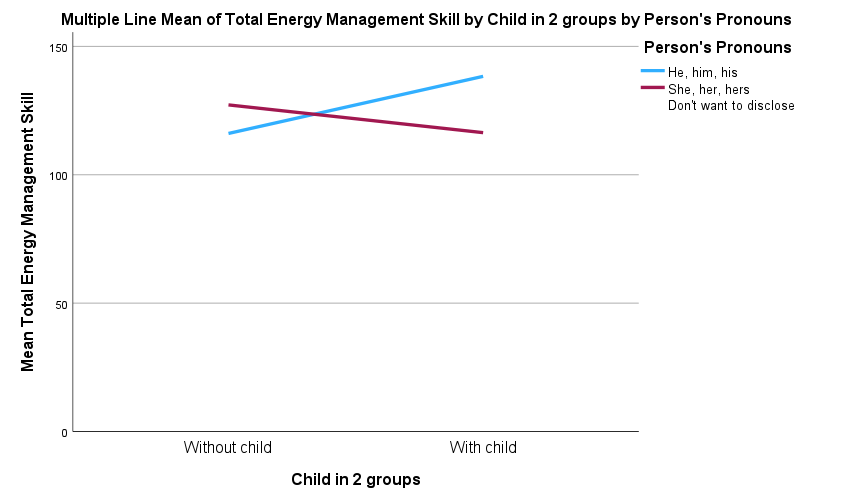 Multiple Line Mean of Total Energy Management Skill by Child in 2 groups by Person's Pronouns
Person's Pronouns
He, him, his
She, her, hers
Don't want to disclose
Mean Total Energy Management Skill
150
100
50
0
Without child
With child
Child in 2 groups